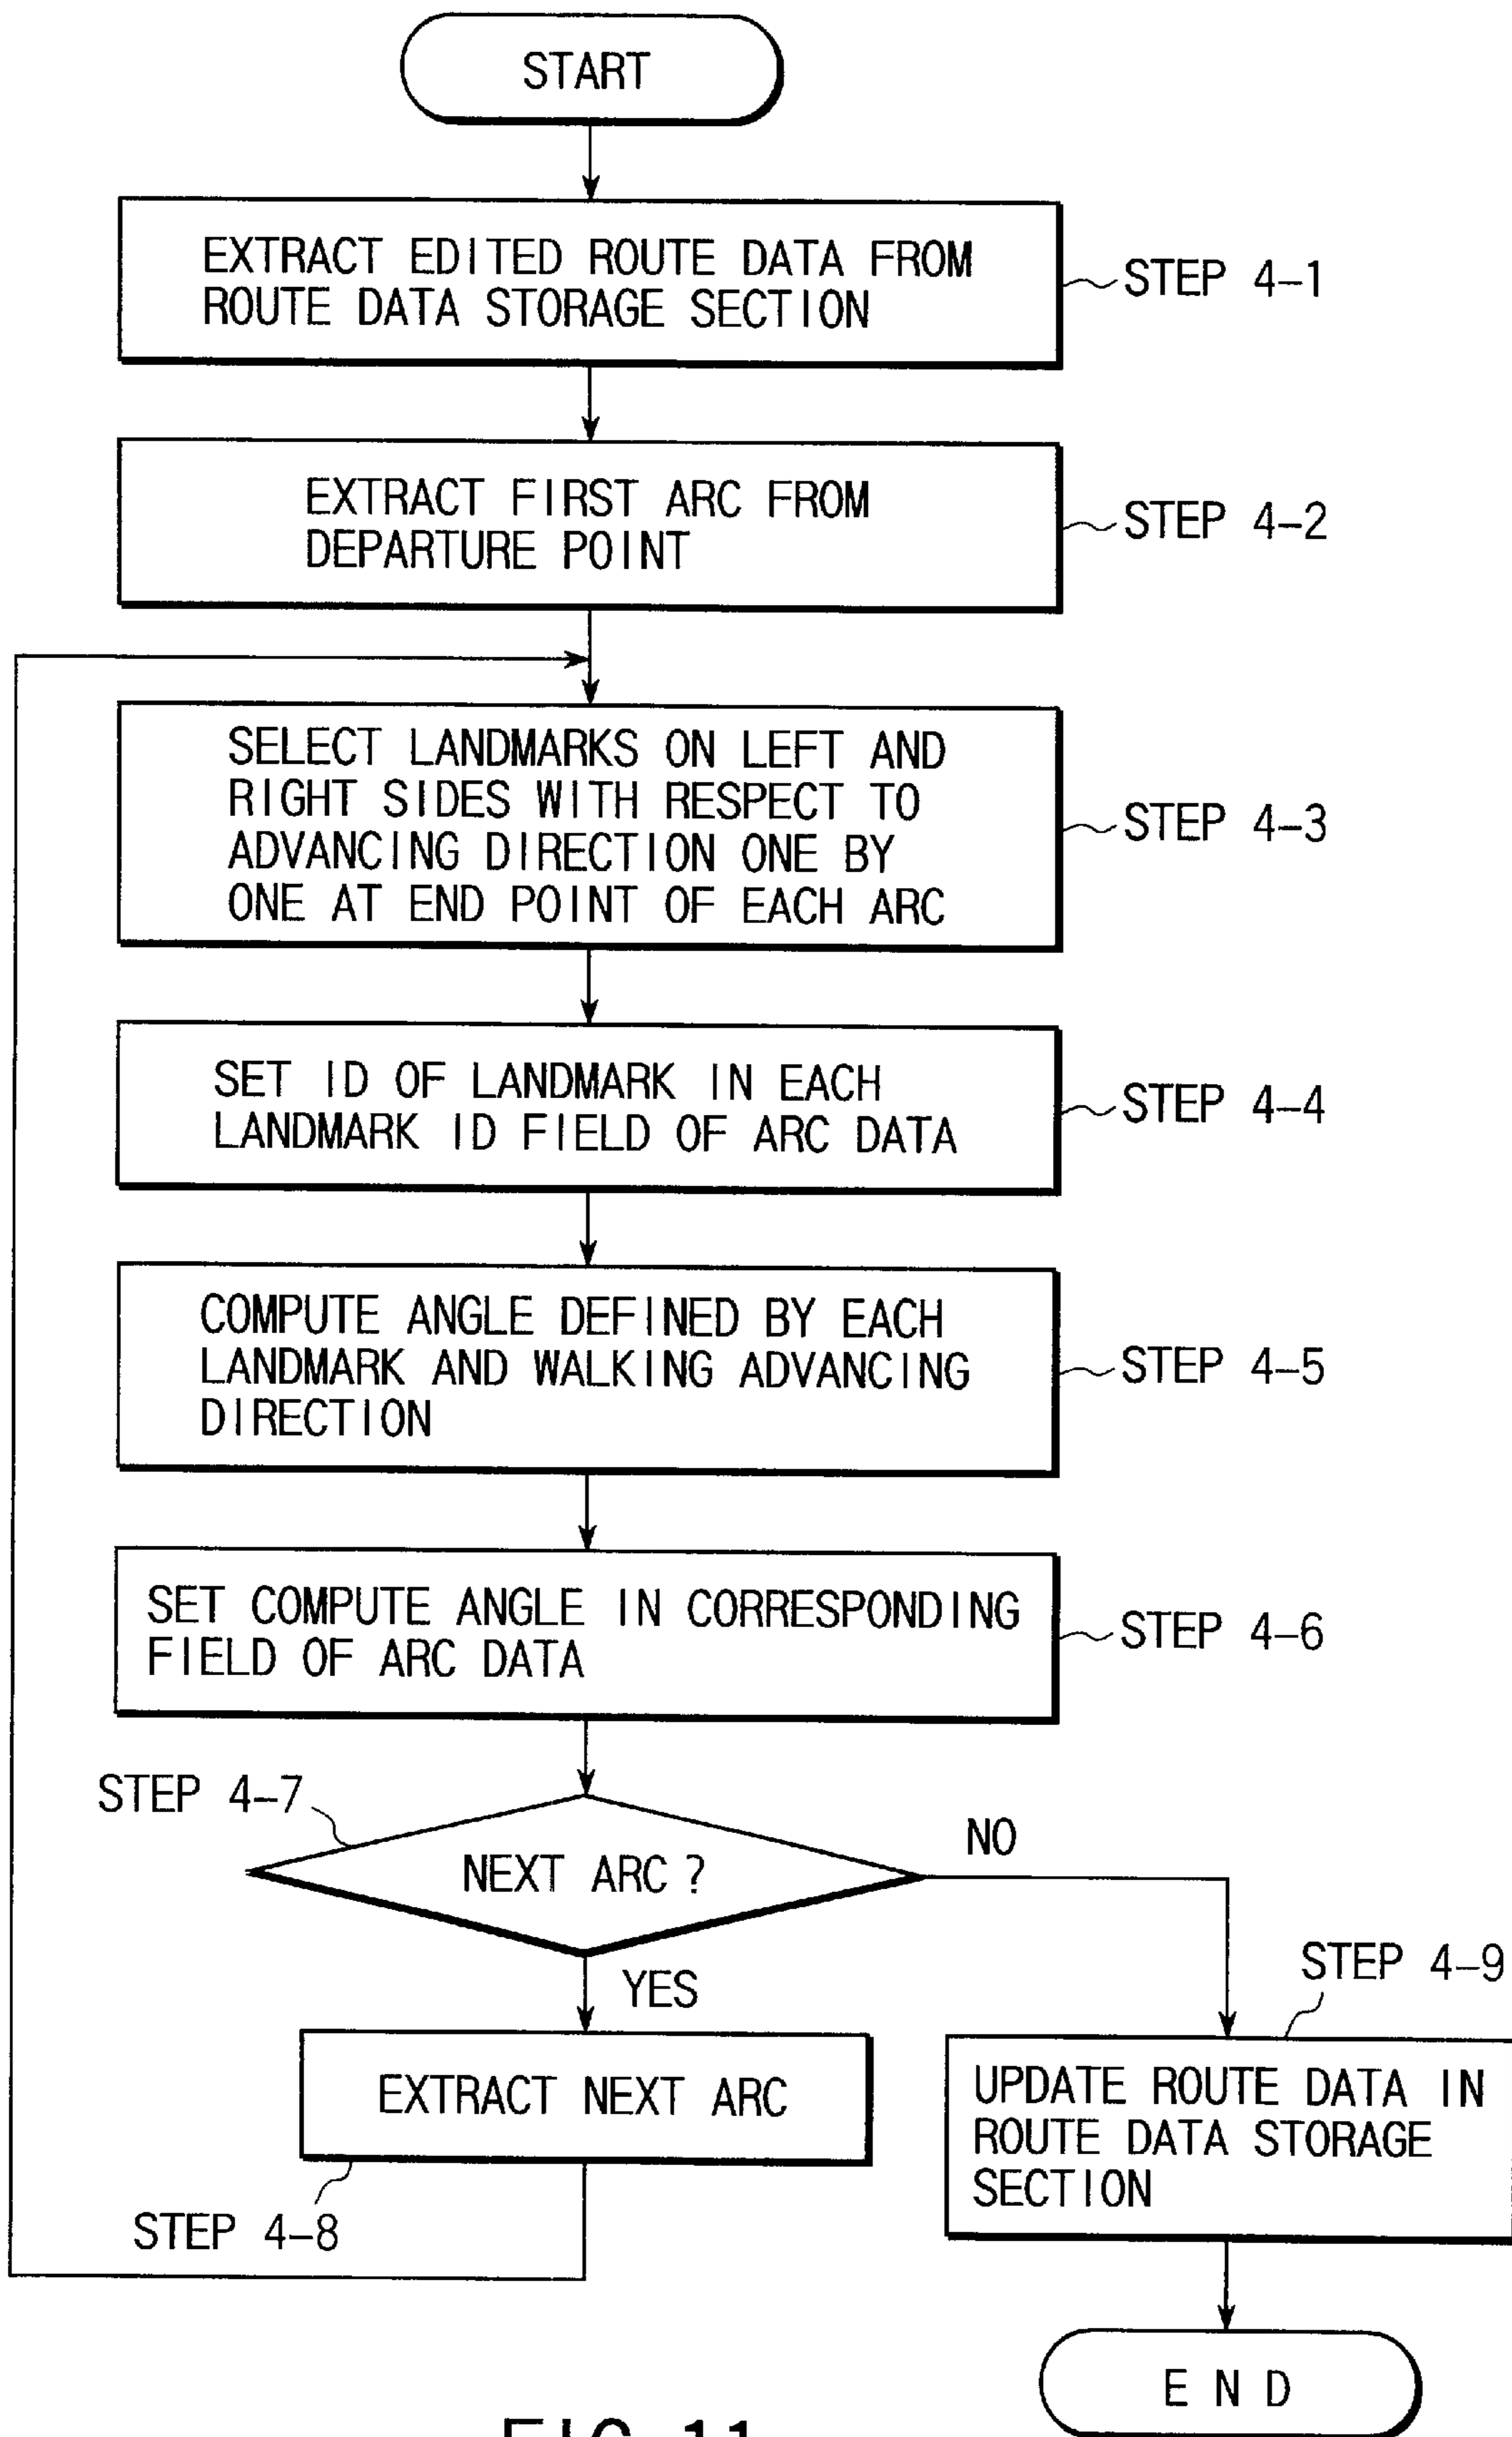 START
EXTRACT EDITED ROUTE DATA FROM
ROUTE DATA STORAGE SECTION
STEP 4-1
EXTRACT FIRST ARC FROM
DEPARTURE POINT
STEP 4-2
SELECT LANDMARKS ON LEFT AND
RIGHT SIDES WITH RESPECT TO
ADVANCING DIRECTION ONE BY
ONE AT END POINT OF EACH ARC
STEP 4-3
SET ID OF LANDMARK IN EACH
LANDMARK ID FIELD OF ARC DATA
STEP 4-4
COMPUTE ANGLE DEFINED BY EACH
LANDMARK AND WALKING ADVANCING
DIRECTION
STEP 4-5
SET COMPUTE ANGLE IN CORRESPONDING
FIELD OF ARC DATA
STEP 4-6
STEP 4-7
NEXT ARC ?
NO
YES
EXTRACT NEXT ARC
STEP 4-8
STEP 4-9
UPDATE ROUTE DATA IN
ROUTE DATA STORAGE
SECTION
END
FIG. 11